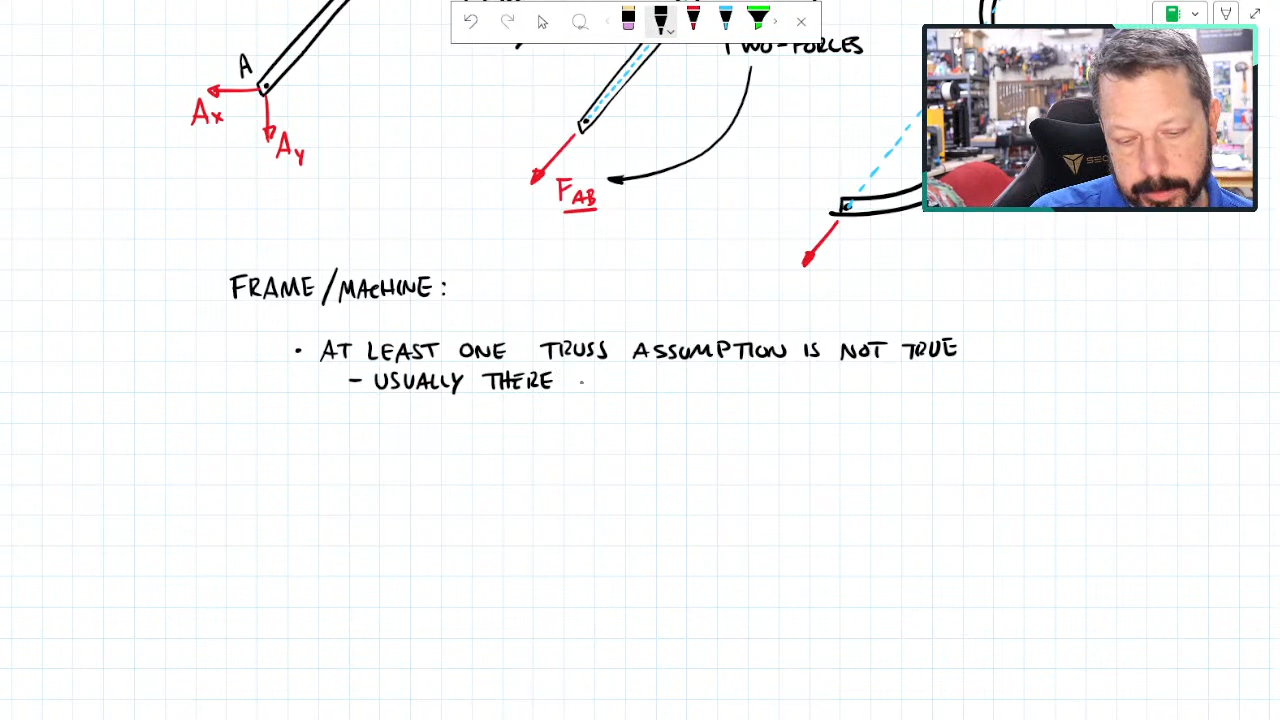 A
Ax
Ay
TWO-FORCES
FAB
FRAME/MACHINE:
• AT LEAST ONE TRUSS ASSUMPTION IS NOT TRUE
- USUALLY THERE